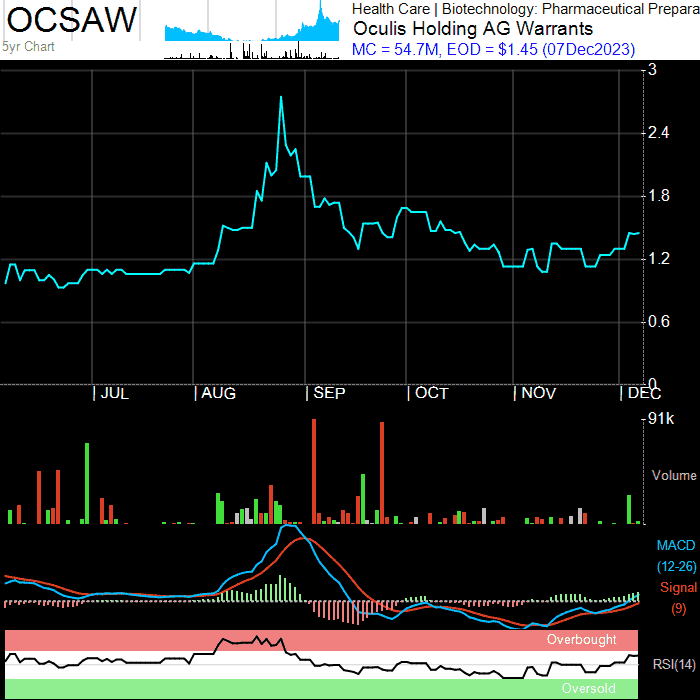 OCSAW
5yr Chart
Health Care | Biotechnology: Pharmaceutical Prepara
Oculis Holding AG Warrants
MC = 54.7M, EOD = $1.45 (07Dec2023)
3
2.4
1.8
1.2
0.6
0
JUL AUG SEP OCT NOV DEC
91k
Volume
MACD
(12-26)
Signal
(9)
Overbought
RSI(14)
Oversold